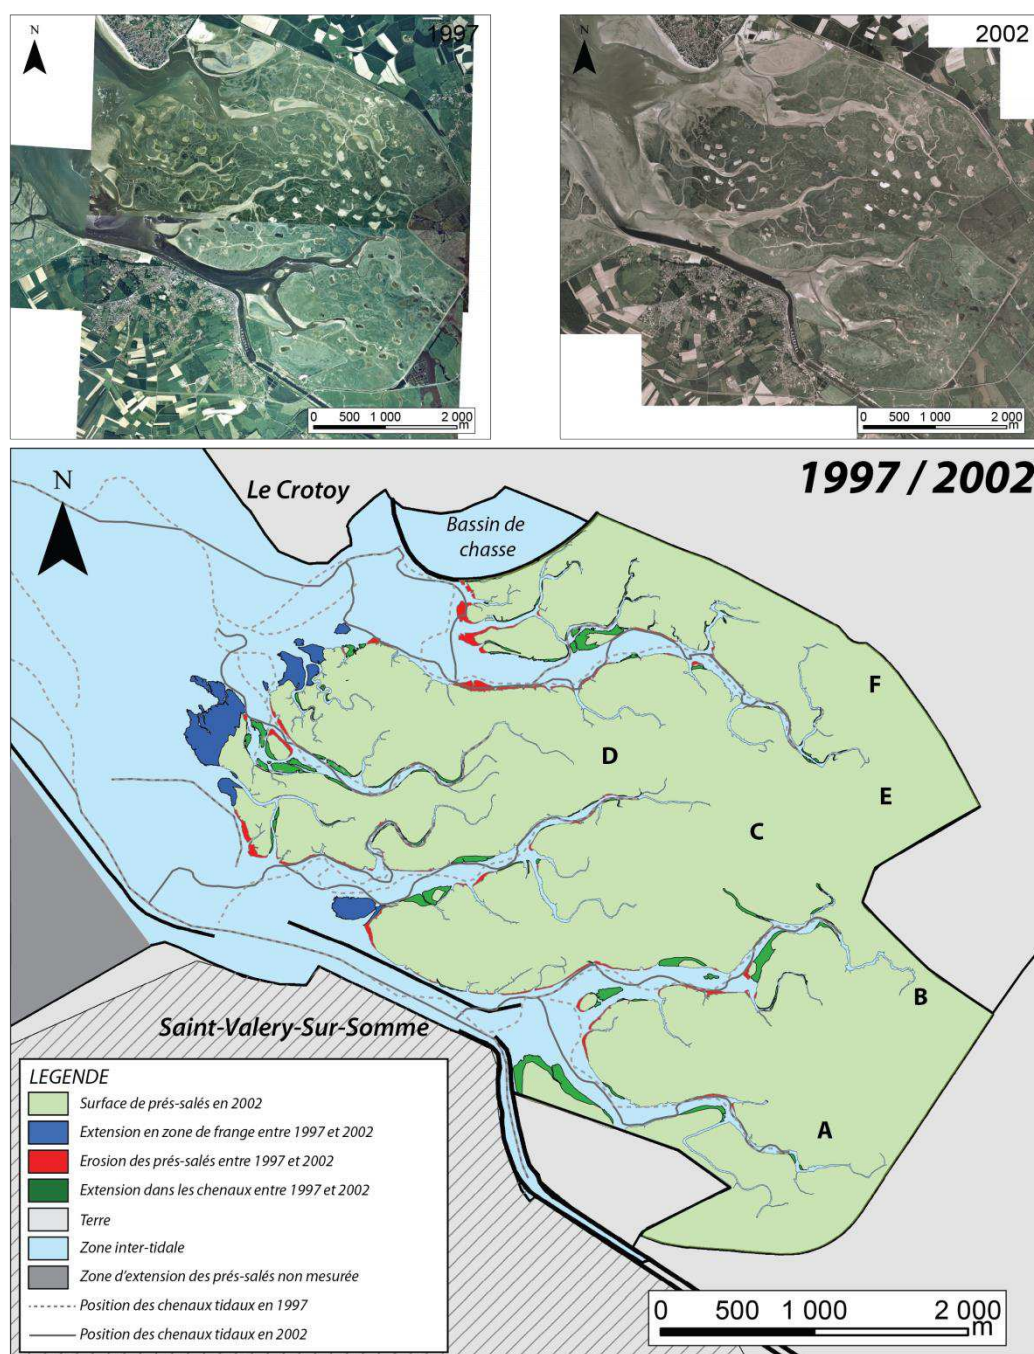 1997
N
0 500 1 000 2 000
m
2002
N
0 500 1 000 2 000
m
1997 / 2002
N
Le Crotoy
Bassin de
chasse
F
D
E
C
B
A
Saint-Valery-Sur-Somme
LEGENDE
Surface de prés-salés en 2002
Extension en zone de frange entre 1997 et 2002
Erosion des prés-salés entre 1997 et 2002
Extension dans les chenaux entre 1997 et 2002
Terre
Zone inter-tidale
Zone d'extension des prés-salés non mesurée
Position des chenaux tidaux en 1997
Position des chenaux tidaux en 2002
0 500 1 000 2 000
m